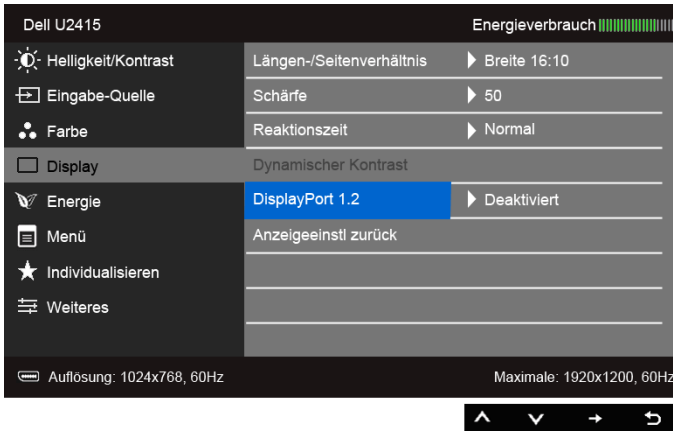 Dell U2415 Energieverbrauch
Helligkeit/Kontrast Längen-/Seitenverhältnis Breite 16:10
Eingabe-Quelle Schärfe 50
Farbe Reaktionszeit Normal
Display Dynamischer Kontrast
Energie DisplayPort 1.2 Deaktiviert
Menü Anzeigeeinstl zurück
Individualisieren
Weiteres
Auflösung: 1024x768, 60Hz Maximale: 1920x1200, 60Hz